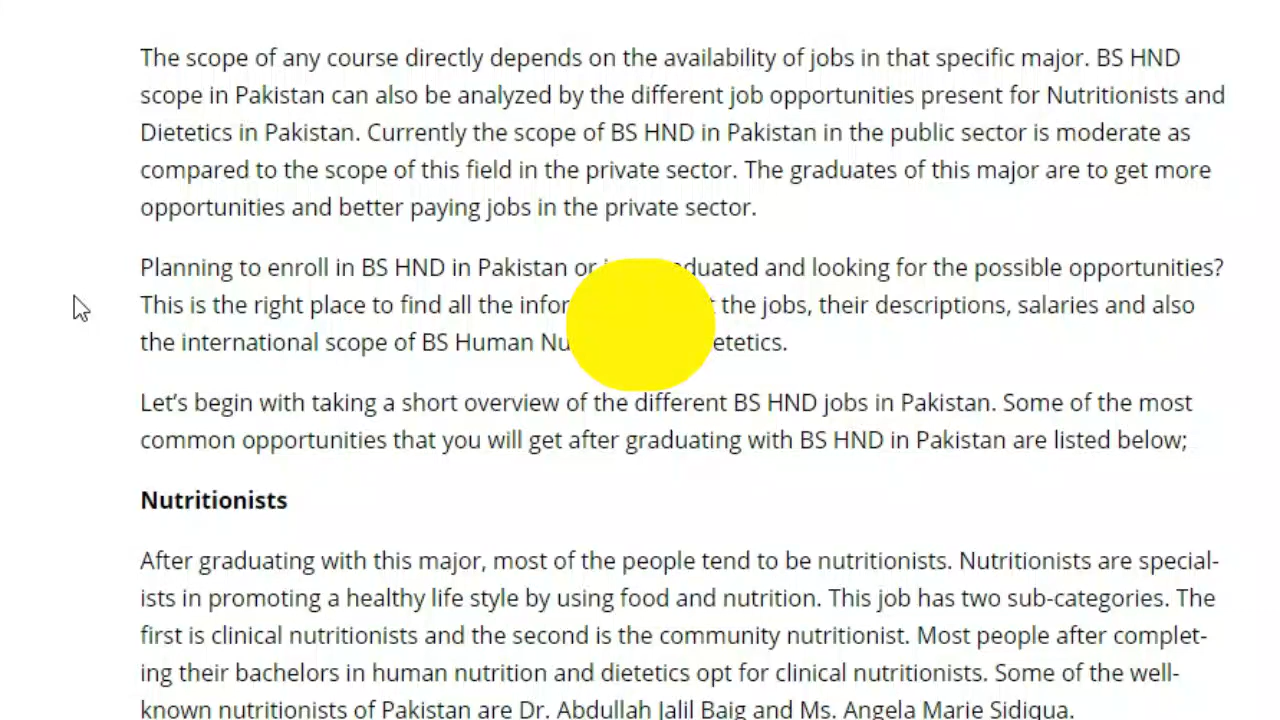 The scope of any course directly depends on the availability of jobs in that specific major. BS HND
scope in Pakistan can also be analyzed by the different job opportunities present for Nutritionists and
Dietetics in Pakistan. Currently the scope of BS HND in Pakistan in the public sector is moderate as
compared to the scope of this field in the private sector. The graduates of this major are to get more
opportunities and better paying jobs in the private sector.
Planning to enroll in BS HND in Pakistan or and looking for the possible opportunities?
This is the right place to find all the the jobs, their descriptions, salaries and also
the international scope of BS Human
Let’s begin with taking a short overview of the different BS HND jobs in Pakistan. Some of the most
common opportunities that you will get after graduating with BS HND in Pakistan are listed below;
Nutritionists
After graduating with this major, most of the people tend to be nutritionists. Nutritionists are special-
ists in promoting a healthy life style by using food and nutrition. This job has two sub-categories. The
first is clinical nutritionists and the second is the community nutritionist. Most people after complet-
ing their bachelors in human nutrition and dietetics opt for clinical nutritionists. Some of the well-
known nutritionists of Pakistan are Dr. Abdullah Jalil Baig and Ms. Angela Marie Sidiqua.